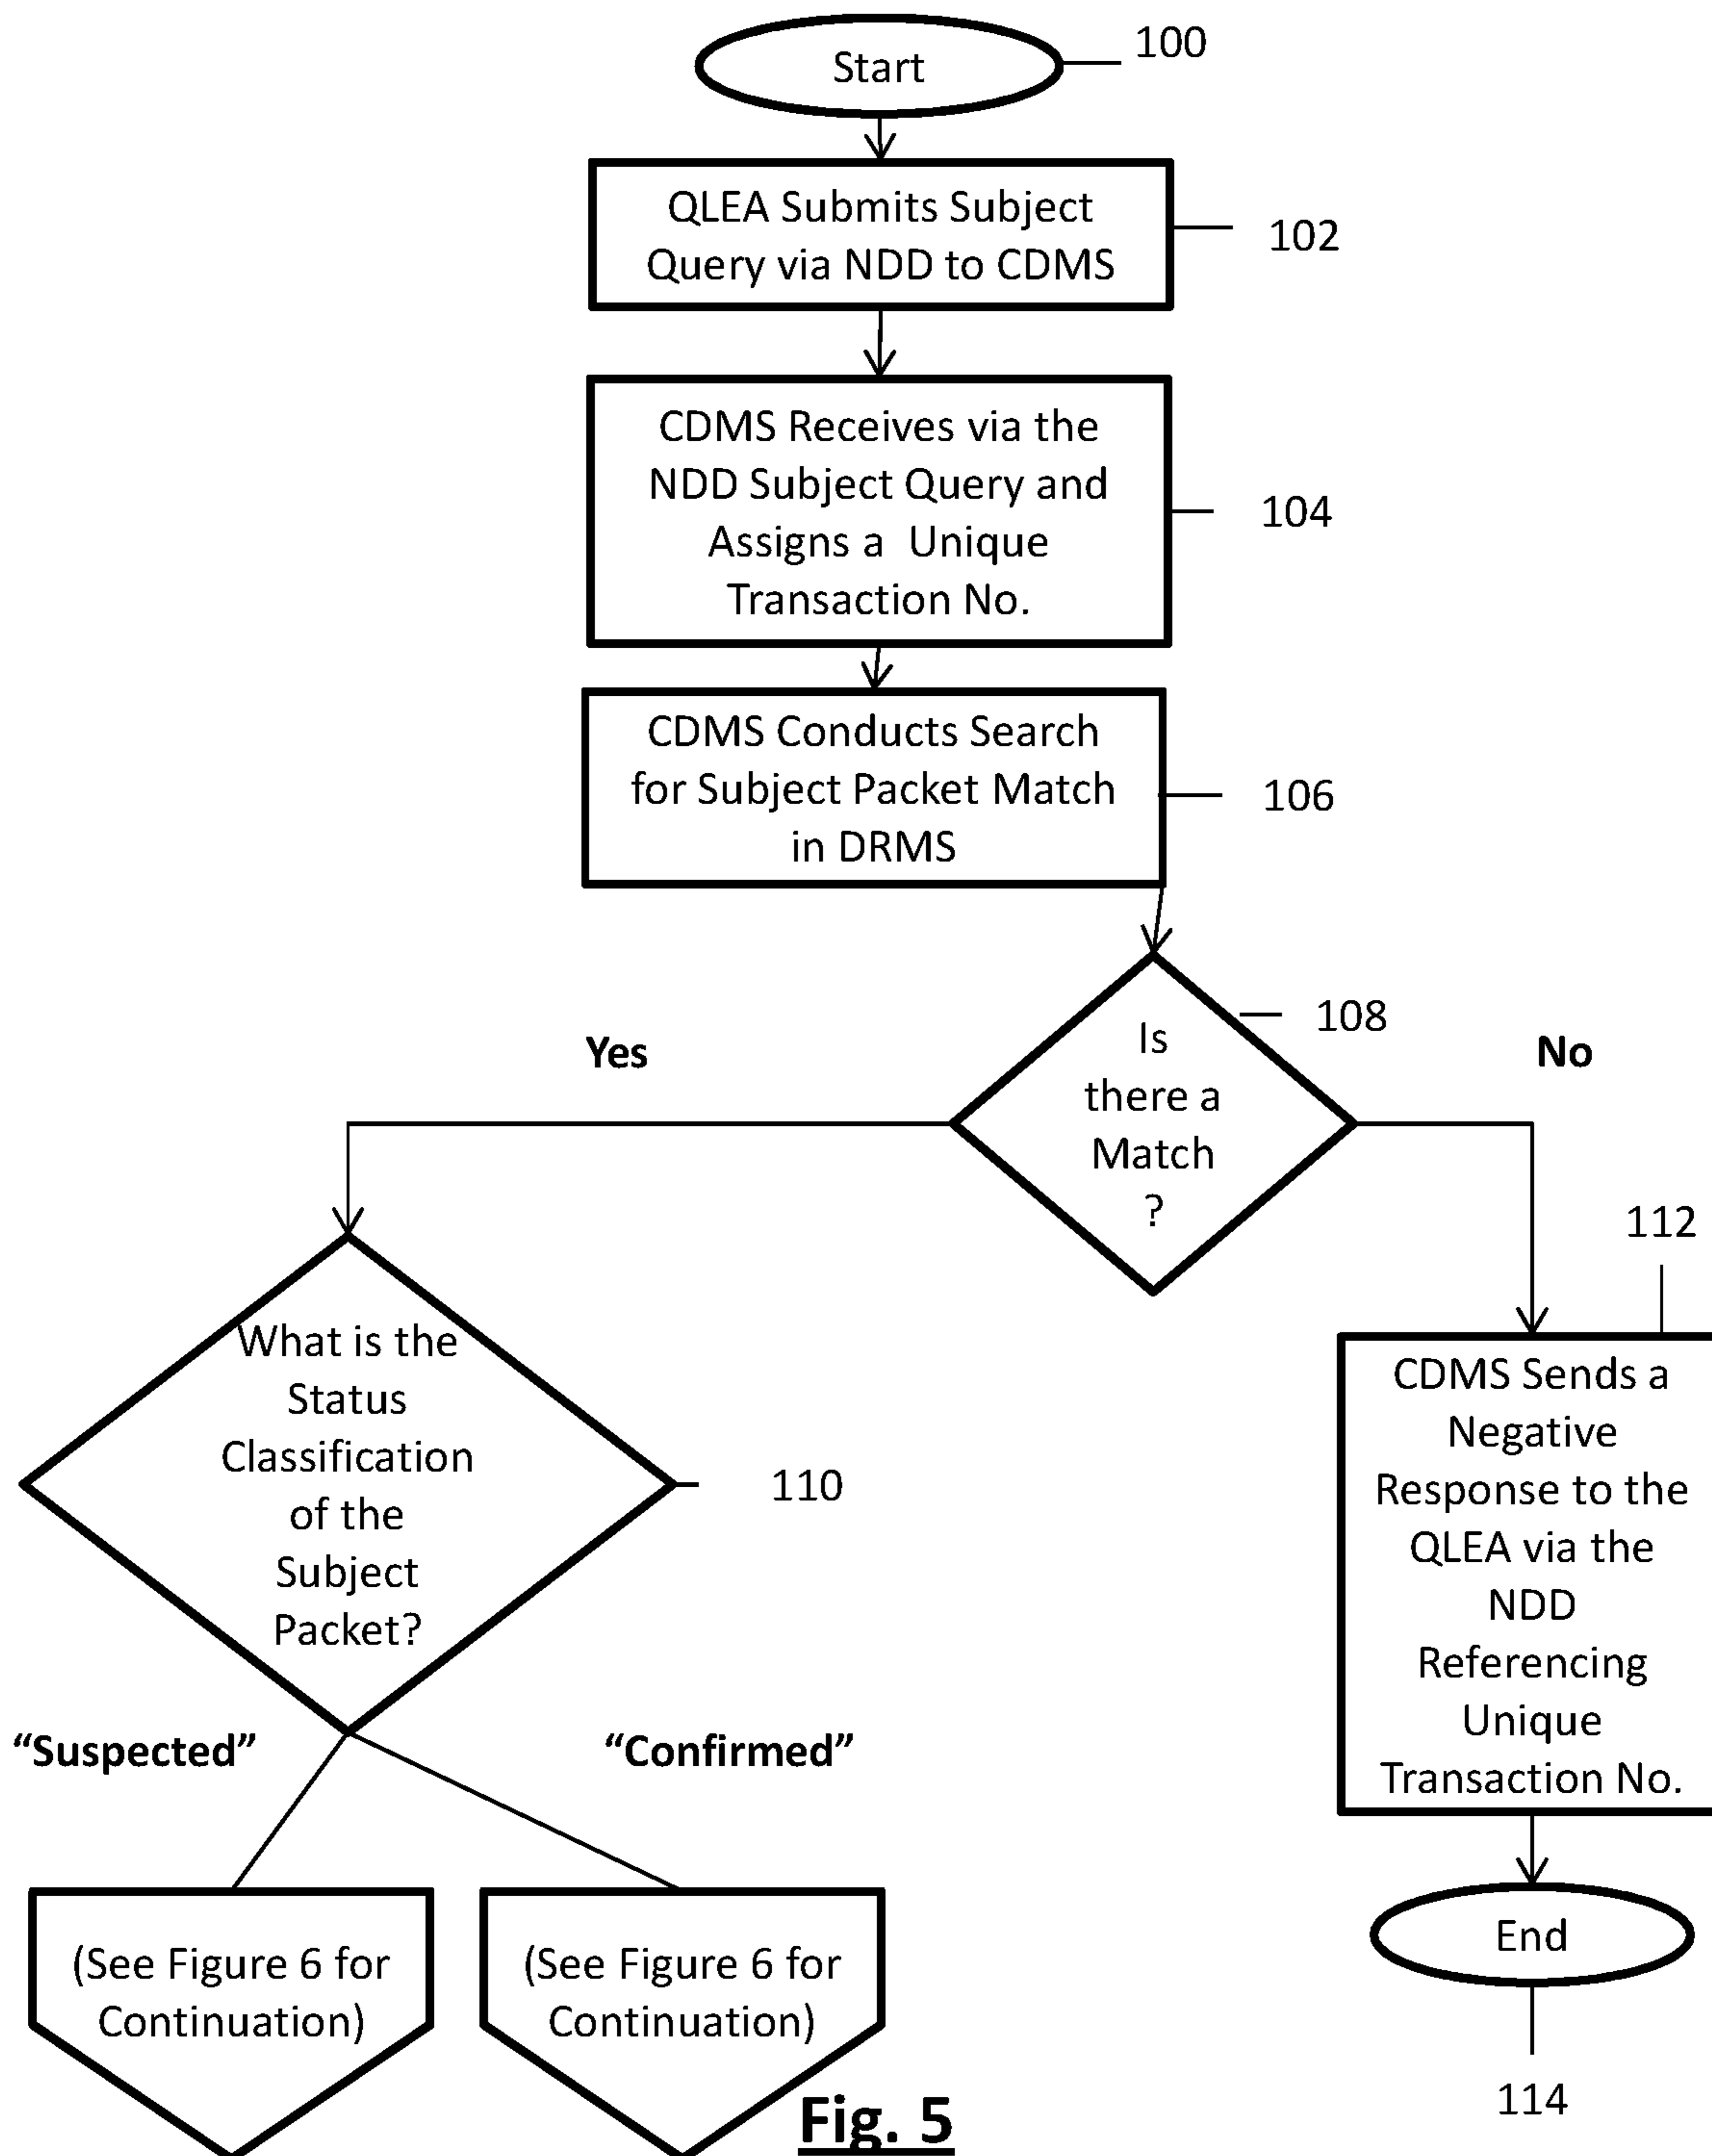 Start
100
QLEA Submits Subject
Query via NDD to CDMS
102
CDMS Receives via the
NDD Subject Query and
Assigns a Unique
Transaction No.
104
CDMS Conducts Search
for Subject Packet Match
in DRMS
106
Is
there a
Match
?
108
Yes
No
What is the
Status
Classification
of the
Subject
Packet?
110
112
CDMS Sends a
Negative
Response to the
QLEA via the
NDD
Referencing
Unique
Transaction No.
“Suspected”
“Confirmed”
(See Figure 6 for
Continuation)
(See Figure 6 for
Continuation)
End
114
Fig. 5